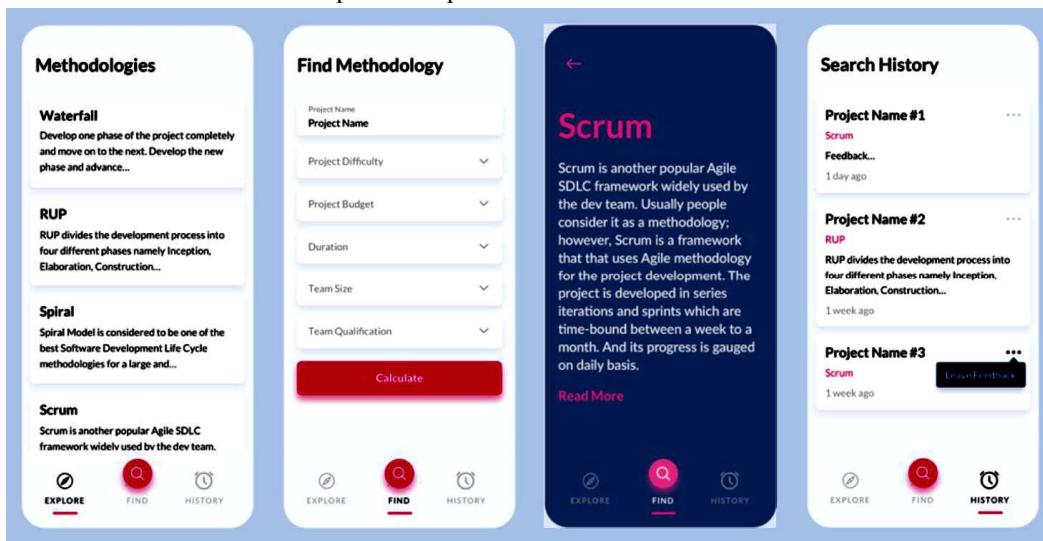 Methodologies
Waterfall
Develop one phase of the project completely
and move on to the next. Develop the new
phase and advance...
RUP
RUP divides the development process into
four different phases namely Inception,
Elaboration, Construction...
Spiral
Spiral Model is considered to be one of the
best Software Development Life Cycle
methodologies for a large and...
Scrum
Scrum is another popular Agile SDLC
framework widely used by the dev team.
EXPLORE
FIND
HISTORY
Find Methodology
Project Name
Project Name
Project Difficulty
Project Budget
Duration
Team Size
Team Qualification
Calculate
EXPLORE
FIND
HISTORY
Scrum
Scrum is another popular Agile
SDLC framework widely used by
the dev team. Usually people
consider it as a methodology;
however, Scrum is a framework
that that uses Agile methodology
for the project development. The
project is developed in series
iterations and sprints which are
time-bound between a week to a
month. And its progress is gauged
on daily basis.
Read More
EXPLORE
FIND
HISTORY
Search History
Project Name #1
Scrum
Feedback...
1 day ago
Project Name #2
RUP
RUP divides the development process into
four different phases namely Inception,
Elaboration, Construction...
1 week ago
Project Name #3
Scrum
Leave Feedback
1 week ago
EXPLORE
FIND
HISTORY